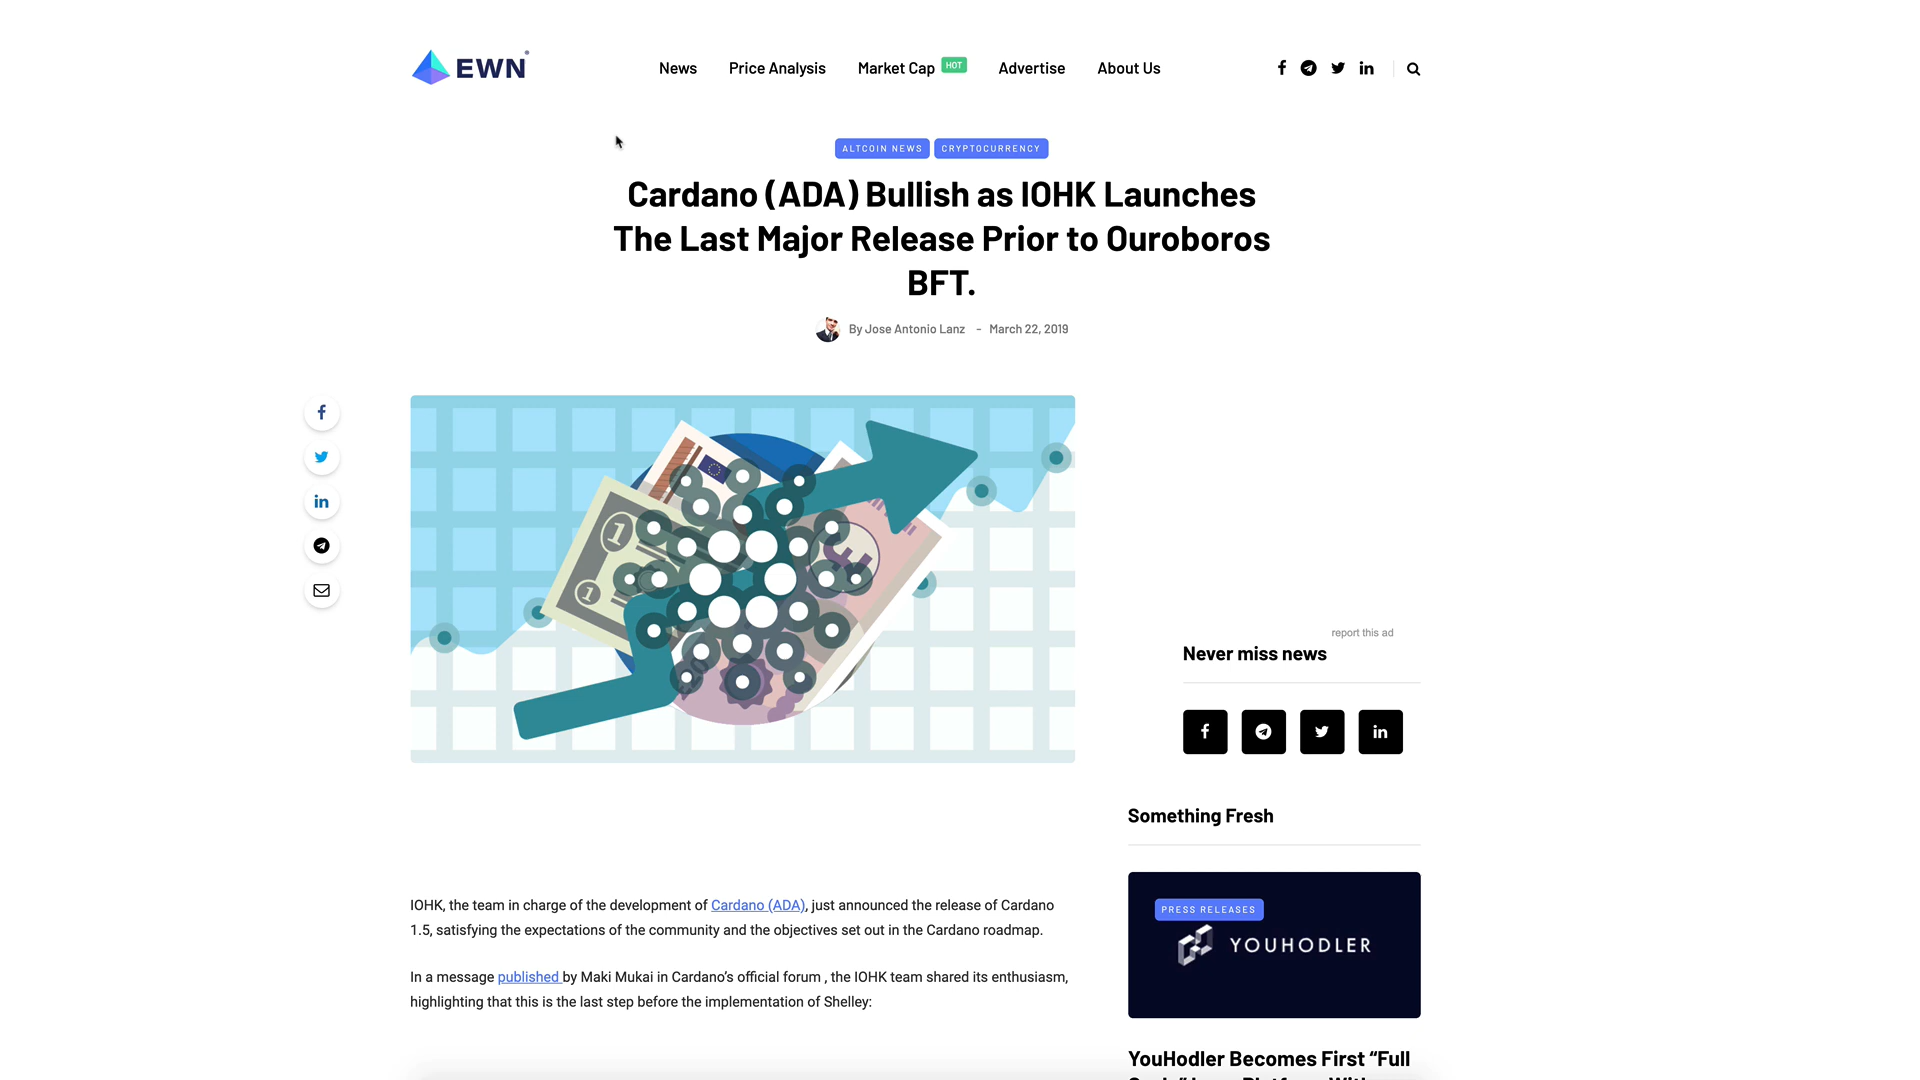 EWN
News
Price Analysis
Market Cap HOT
Advertise
About Us
ALTCOIN NEWS
CRYPTOCURRENCY
Cardano (ADA) Bullish as IOHK Launches
The Last Major Release Prior to Ouroboros
BFT.
By Jose Antonio Lanz - March 22, 2019
1
1
IOHK, the team in charge of the development of Cardano (ADA), just announced the release of Cardano
1.5, satisfying the expectations of the community and the objectives set out in the Cardano roadmap.
In a message published by Maki Mukai in Cardano’s official forum , the IOHK team shared its enthusiasm,
highlighting that this is the last step before the implementation of Shelley:
report this ad
Never miss news
Something Fresh
PRESS RELEASES
YOUHODLER
YouHodler Becomes First “Full